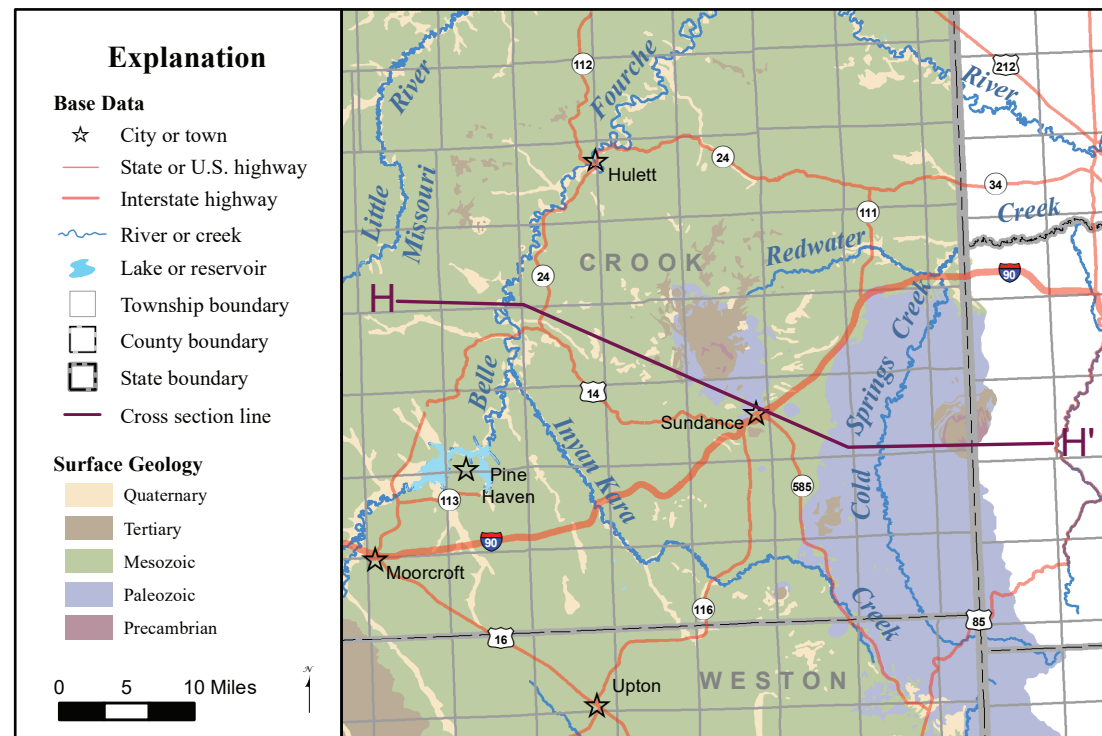 Explanation
Base Data
City or town
State or U.S. highway
Interstate highway
River or creek
Lake or reservoir
Township boundary
County boundary
State boundary
Cross section line
Surface Geology
Quaternary
Tertiary
Mesozoic
Paleozoic
Precambrian
0 5 10 Miles
N
River
Little
Missouri
112
Fourche
212
River
Hulett
24
34
111
Creek
Redwater
CROOK
24
90
H
Creek
Belle
14
Springs
Sundance
H'
Pine
Haven
Inyan Kara
585
Cold
113
90
Moorcroft
116
Creek
85
16
WESTON
Upton